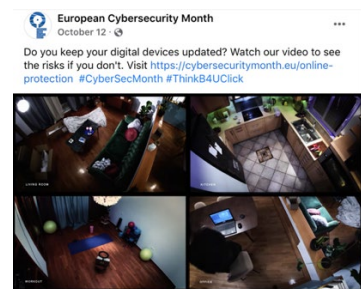 European Cybersecurity Month
October 12 ·
Do you keep your digital devices updated? Watch our video to see
the risks if you don't. Visit https://cybersecuritymonth.eu/online-
protection #CyberSecMonth #ThinkB4UClick
LIVING ROOM
KITCHEN
WORKOUT
OFFICE